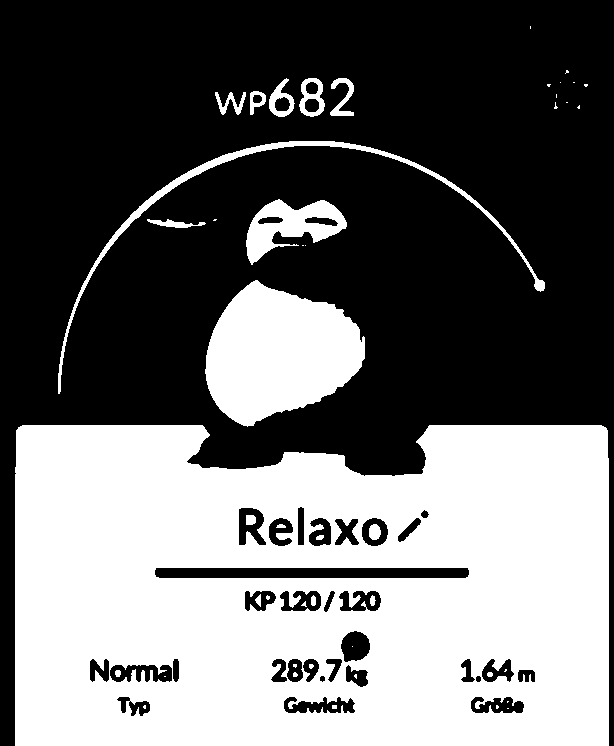 WP682
Relaxo
KP 120 / 120
Normal 289.7 kg 1.64 m
Typ Gewicht Größe